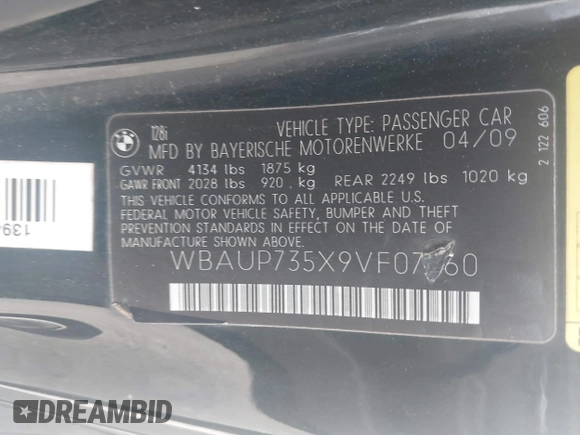 BMW
128i
VEHICLE TYPE: PASSENGER CAR
MFD BY BAYERISCHE MOTORENWERKE 04/09
GVWR 4134 lbs 1875 kg
GAWR FRONT 2028 lbs 920, kg REAR 2249 lbs 1020 kg
THIS VEHICLE CONFORMS TO ALL APPLICABLE U.S.
FEDERAL MOTOR VEHICLE SAFETY, BUMPER AND THEFT
PREVENTION STANDARDS IN EFFECT ON THE DATE OF
MANUFACTURE SHOWN ABOVE.
2 122 606
DREAMBID